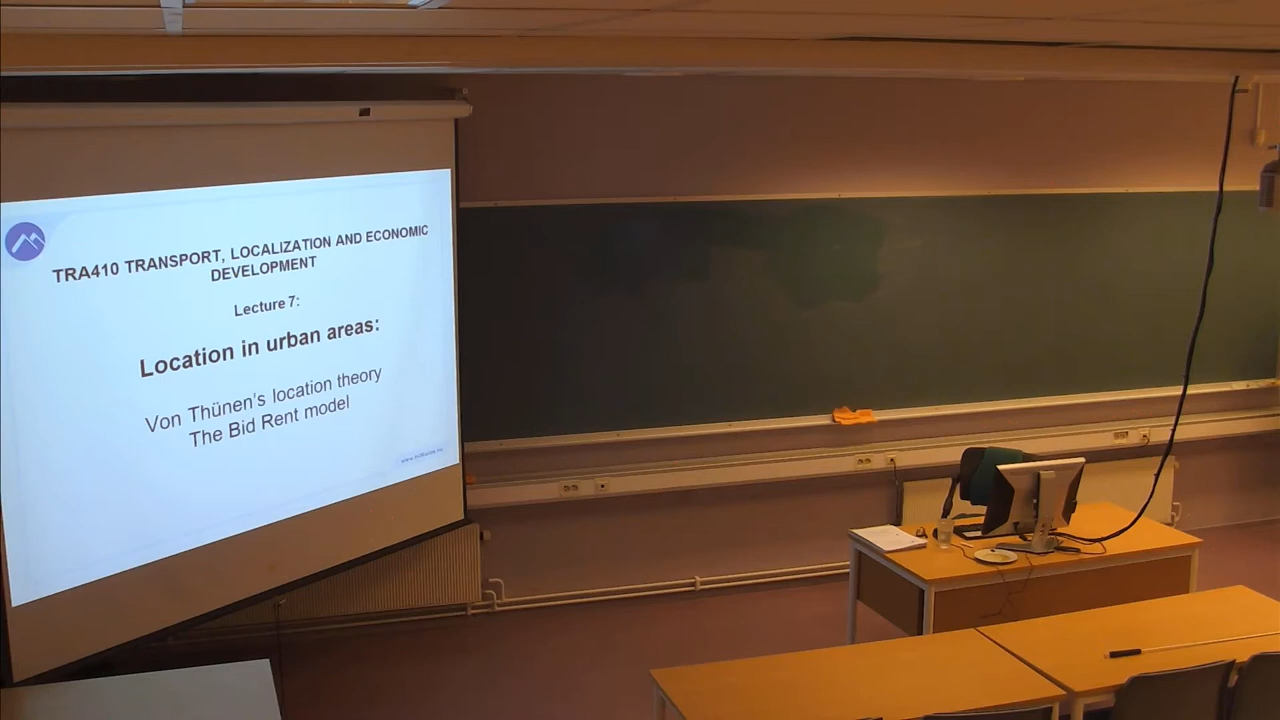 TRA410 TRANSPORT, LOCALIZATION AND ECONOMIC
DEVELOPMENT
Lecture 7:
Location in urban areas:
Von Thünen's location theory
The Bid Rent model